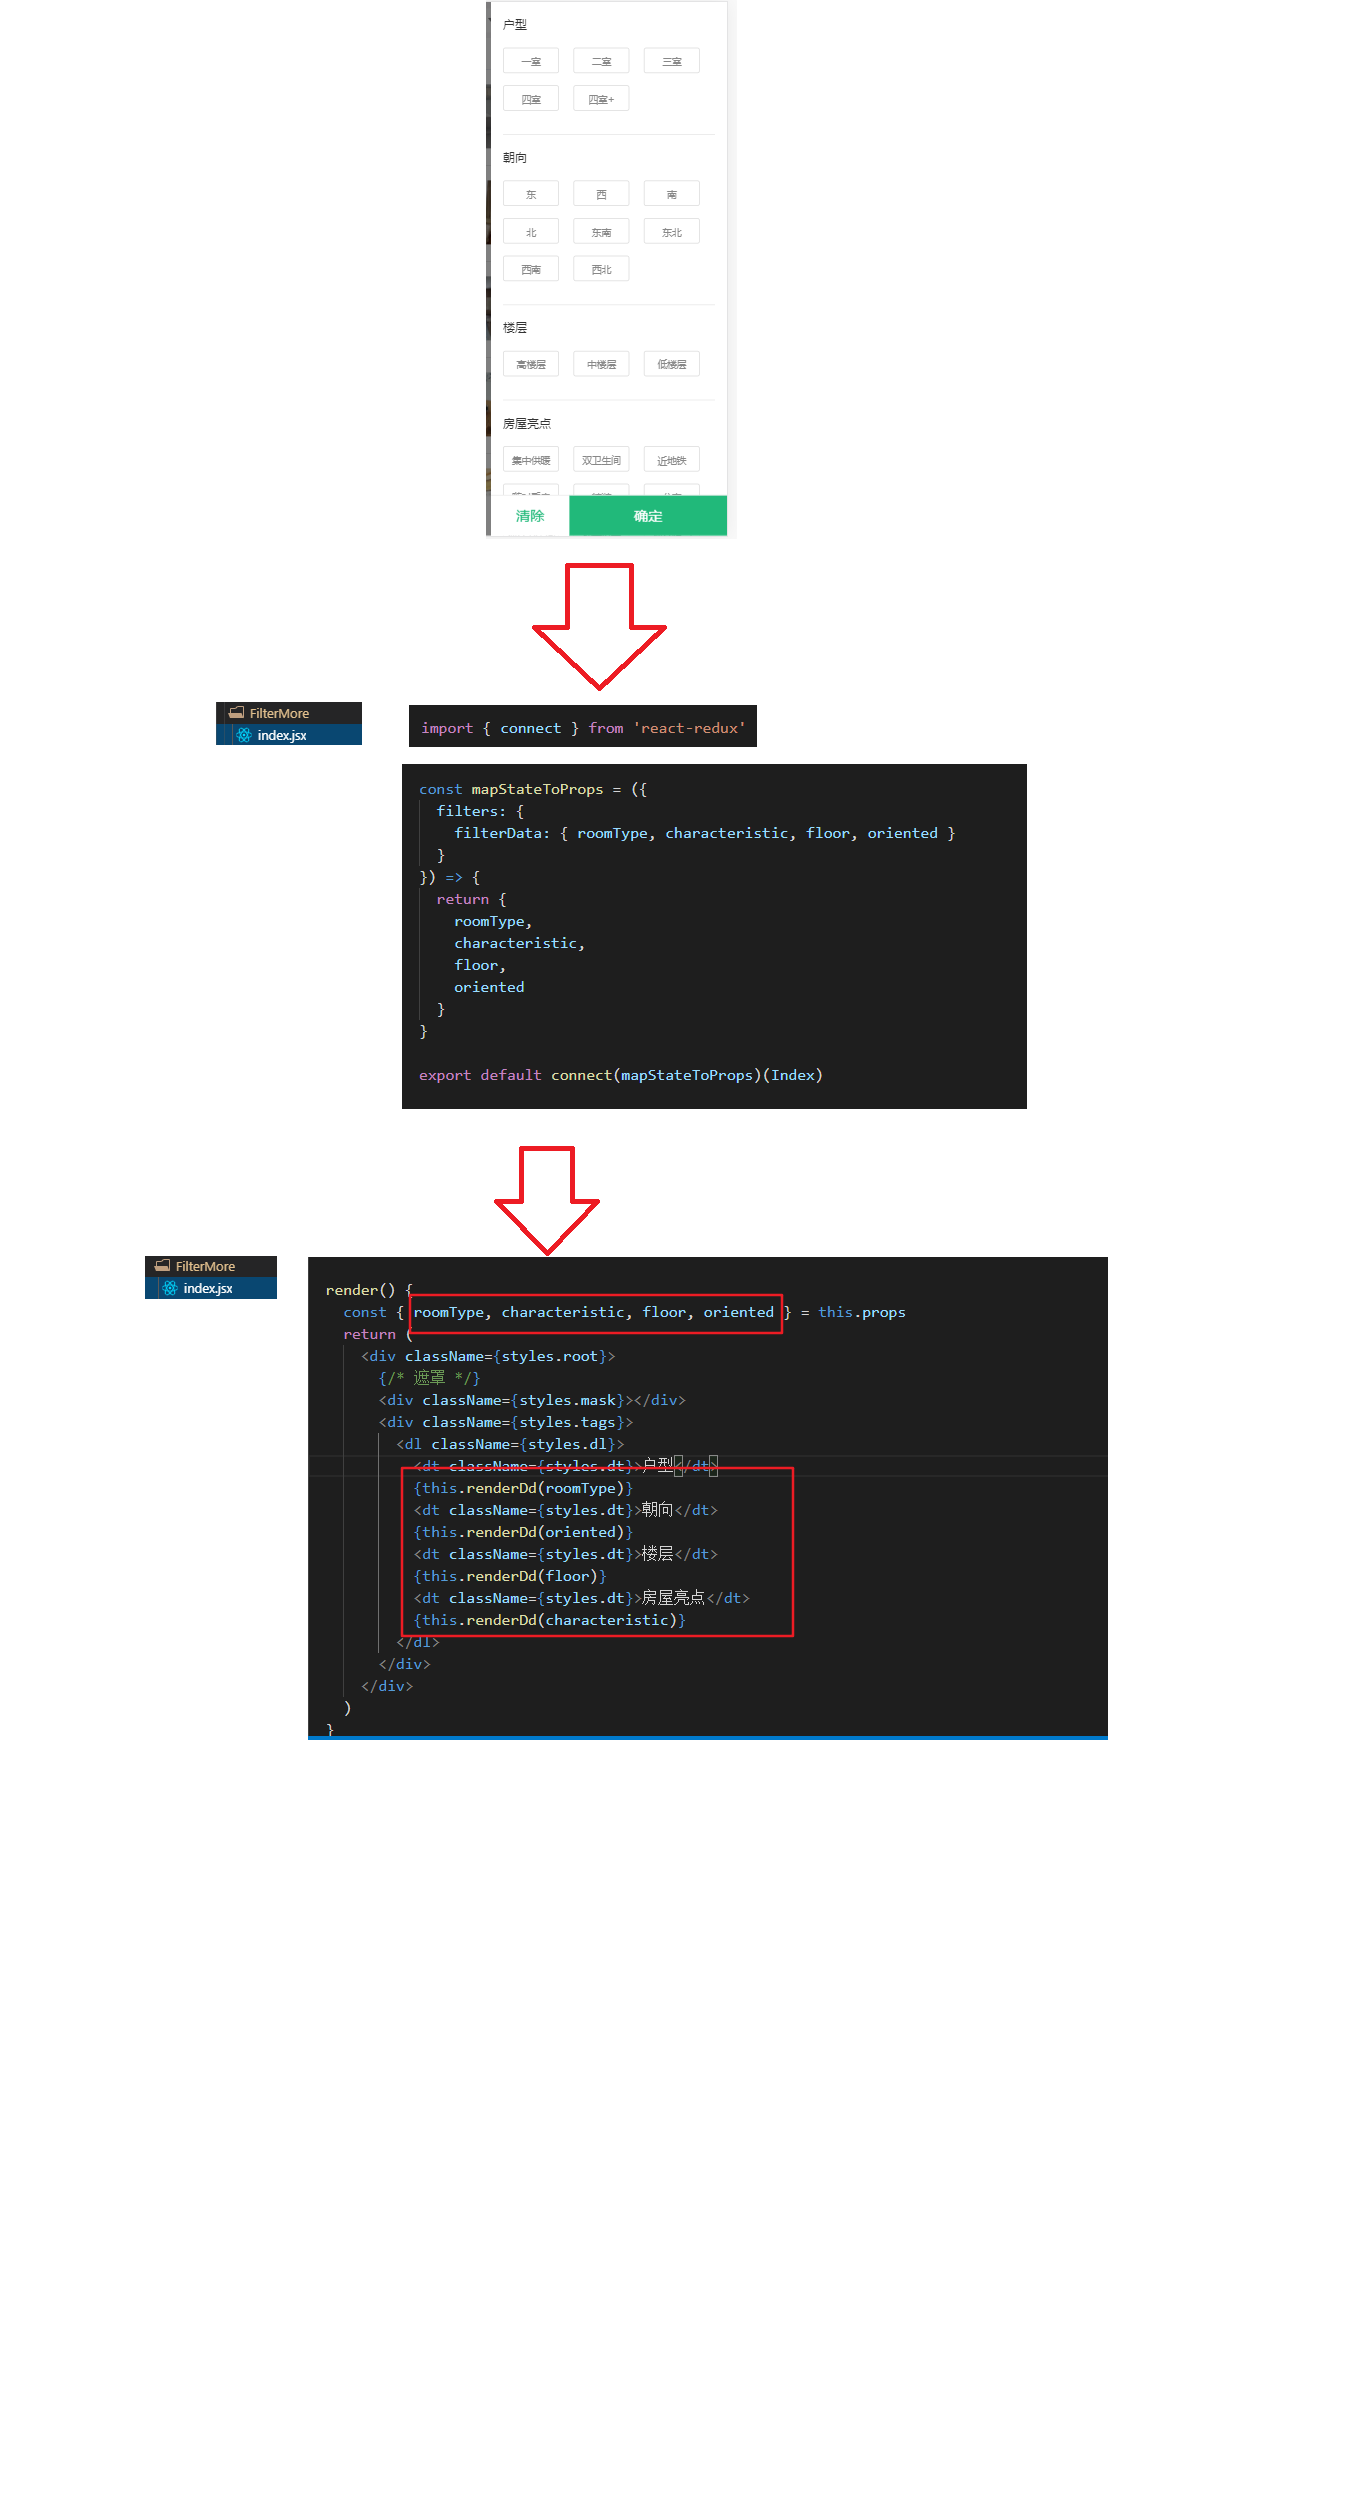 户型
一室 二室 三室
四室 四室+
朝向
东 西 南
北 东南 东北
西南 西北
楼层
高楼层 中楼层 低楼层
房屋亮点
集中供暖 双卫生间 近地铁
清除 确定
FilterMore
index.jsx
import { connect } from 'react-redux'
const mapStateToProps = ({
filters: {
filterData: { roomType, characteristic, floor, oriented }
}
}) => {
return {
roomType,
characteristic,
floor,
oriented
}
}
export default connect(mapStateToProps)(Index)
FilterMore
index.jsx
render() {
const { roomType, characteristic, floor, oriented } = this.props
return (
<div className={styles.root}>
{/* 遮罩 */}
<div className={styles.mask}></div>
<div className={styles.tags}>
<dl className={styles.dl}>
<dt className={styles.dt}>户型</dt>
{this.renderDd(roomType)}
<dt className={styles.dt}>朝向</dt>
{this.renderDd(oriented)}
<dt className={styles.dt}>楼层</dt>
{this.renderDd(floor)}
<dt className={styles.dt}>房屋亮点</dt>
{this.renderDd(characteristic)}
</dl>
</div>
</div>
)
}